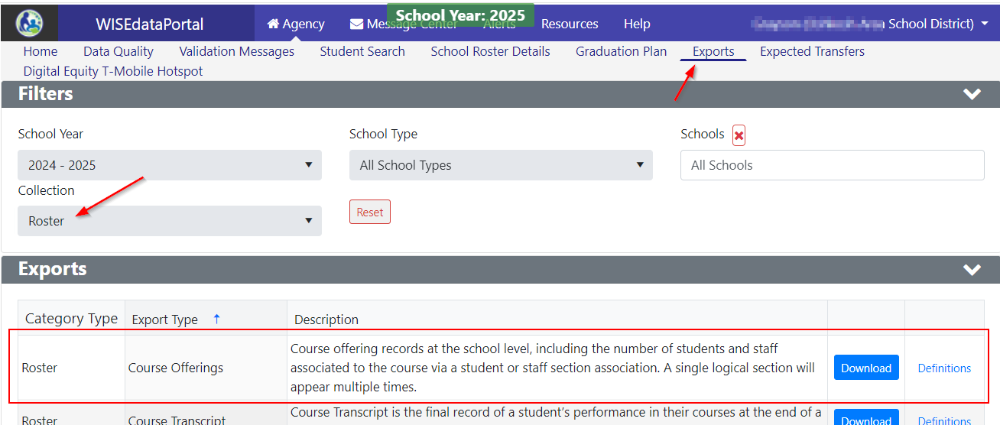 School Year: 2025
WISEdataPortal Agency Message Center Alerts Resources Help School District)
Home Data Quality Validation Messages Student Search School Roster Details Graduation Plan Exports Expected Transfers
Digital Equity T-Mobile Hotspot
Filters
School Year School Type Schools
2024 - 2025 All School Types All Schools
Collection
Roster Reset
Exports
Category Type Export Type Description
Roster Course Offerings Course offering records at the school level, including the number of students and staff
associated to the course via a student or staff section association. A single logical section will
appear multiple times.
Download Definitions
Roster Course Transcript Course Transcript is the final record of a student's performance in their courses at the end of a
Download Definitions